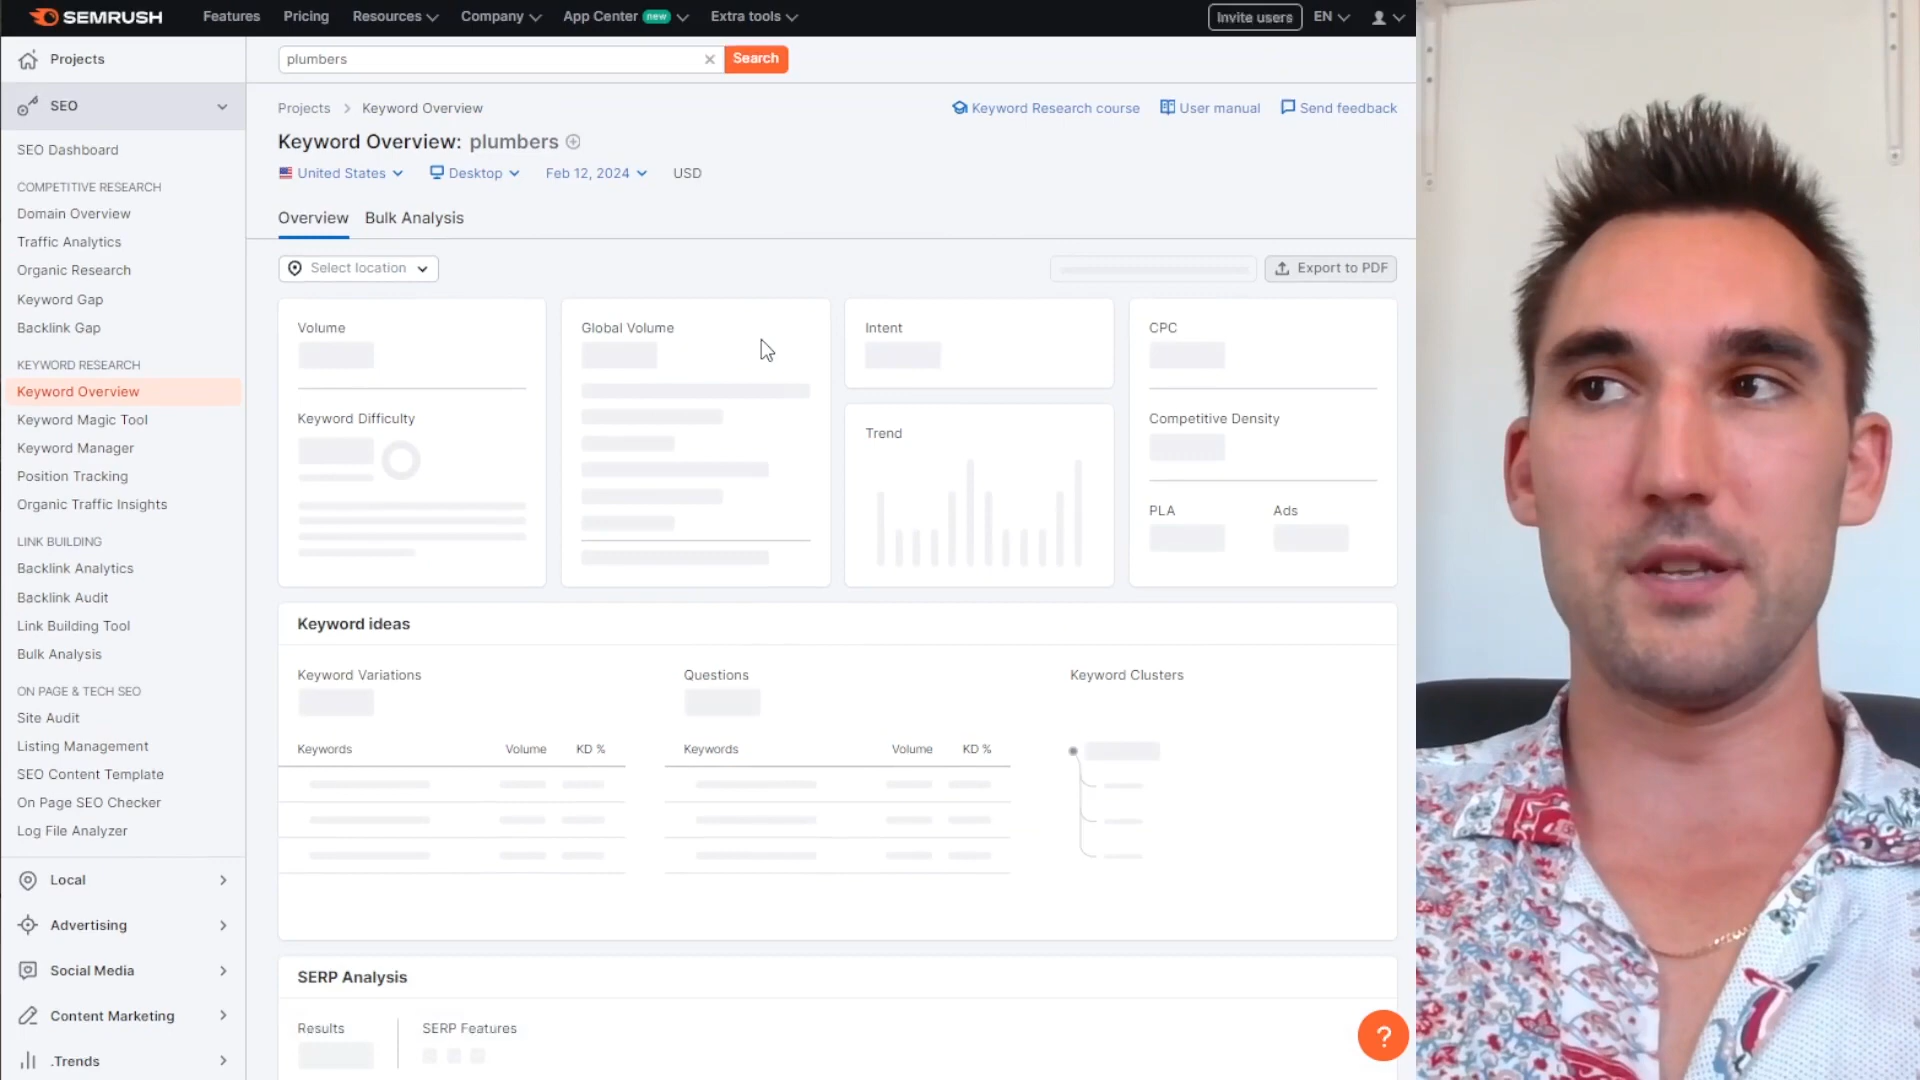 SEMRUSH
Features Pricing Resources Company App Center new Extra tools Invite users EN
Projects
plumbers Search
SEO
SEO Dashboard
COMPETITIVE RESEARCH
Domain Overview
Traffic Analytics
Organic Research
Keyword Gap
Backlink Gap
KEYWORD RESEARCH
Keyword Overview
Keyword Magic Tool
Keyword Manager
Position Tracking
Organic Traffic Insights
LINK BUILDING
Backlink Analytics
Backlink Audit
Link Building Tool
Bulk Analysis
ON PAGE & TECH SEO
Site Audit
Listing Management
SEO Content Template
On Page SEO Checker
Log File Analyzer
Local
Advertising
Social Media
Content Marketing
.Trends
Projects > Keyword Overview
Keyword Research course User manual Send feedback
Keyword Overview: plumbers
United States Desktop Feb 12, 2024 USD
Overview Bulk Analysis
Select location Export to PDF
Volume
Keyword Difficulty
Global Volume
Intent
Trend
CPC
Competitive Density
PLA Ads
Keyword ideas
Keyword Variations Questions Keyword Clusters
Keywords Volume KD % Keywords Volume KD %
SERP Analysis
Results SERP Features
?